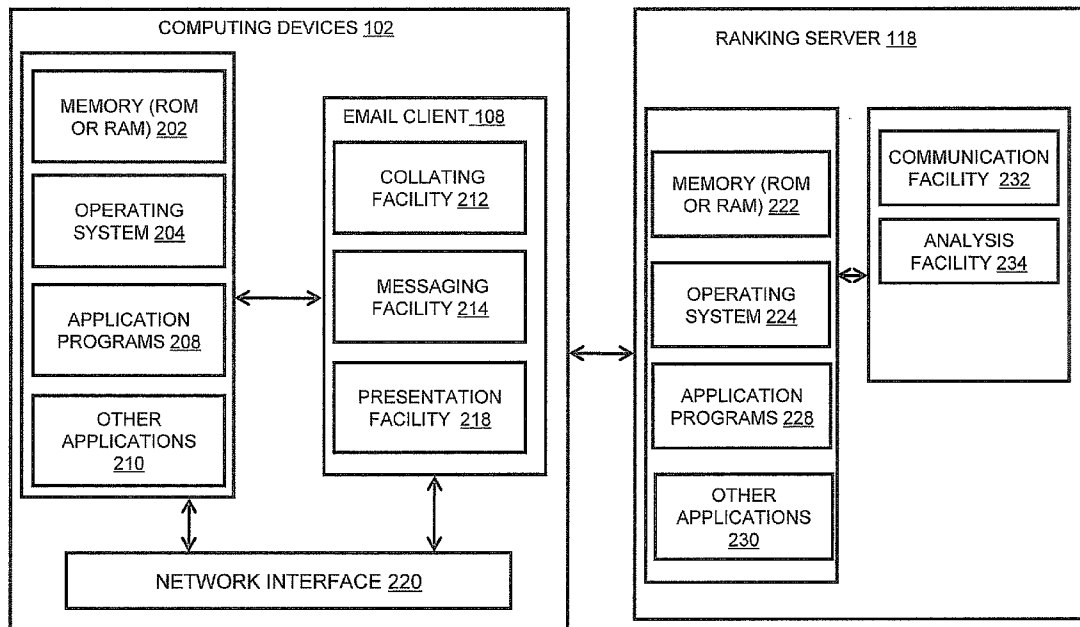 COMPUTING DEVICES 102
MEMORY (ROM
OR RAM) 202
OPERATING
SYSTEM 204
APPLICATION
PROGRAMS 208
OTHER
APPLICATIONS
210
EMAIL CLIENT 108
COLLATING
FACILITY 212
MESSAGING
FACILITY 214
PRESENTATION
FACILITY 218
NETWORK INTERFACE 220
RANKING SERVER 118
MEMORY (ROM
OR RAM) 222
OPERATING
SYSTEM 224
APPLICATION
PROGRAMS 228
OTHER
APPLICATIONS
230
COMMUNICATION
FACILITY 232
ANALYSIS
FACILITY 234